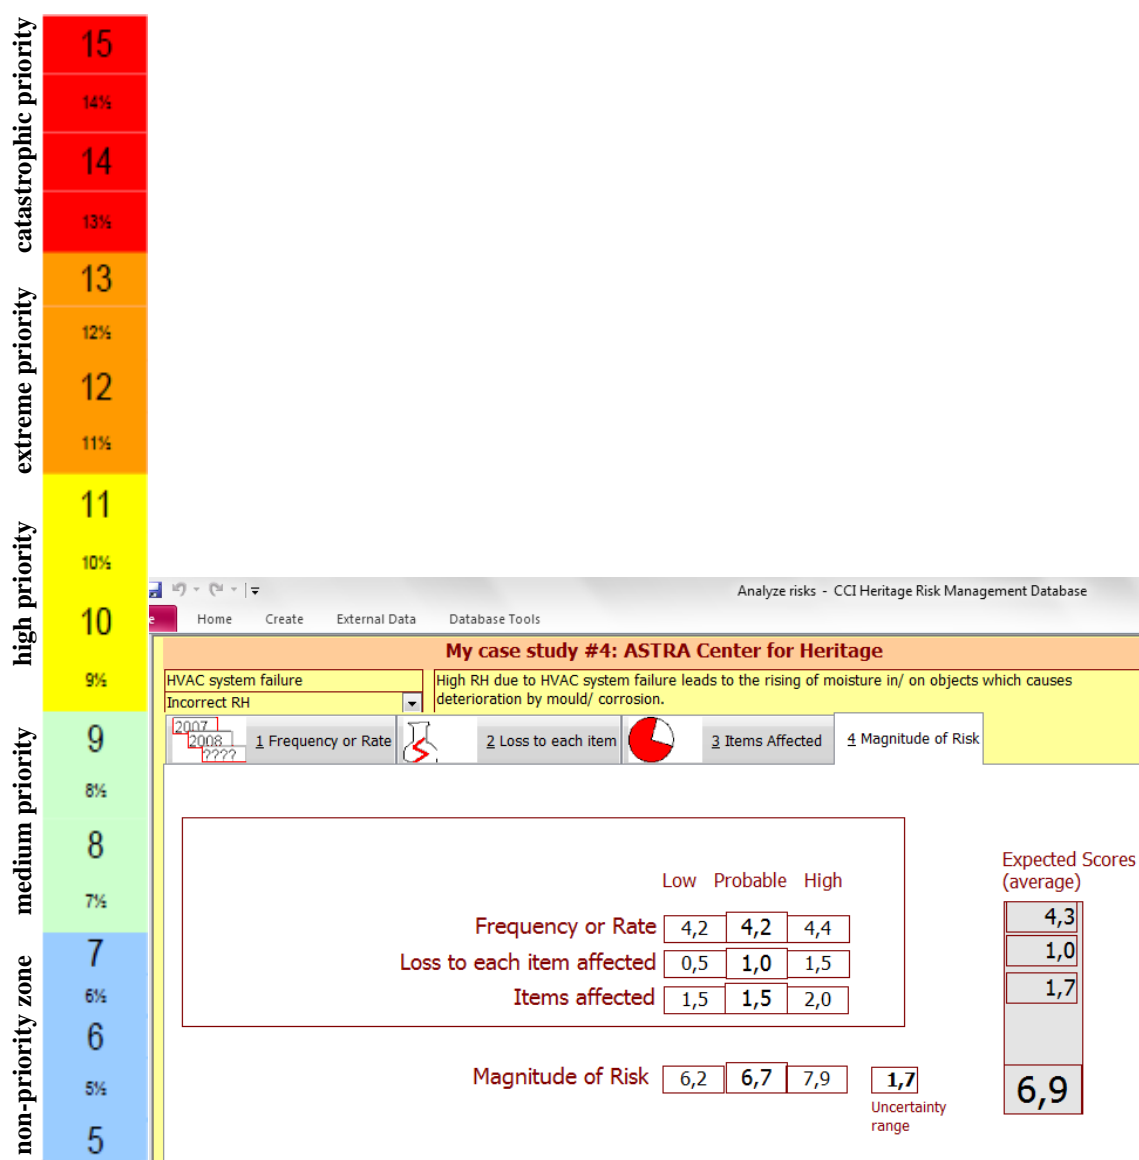 catastrophic priority
15
14½
14
13½
extreme priority
13
12½
12
11½
high priority
11
10½
10
9½
medium priority
9
8½
8
7½
non-priority zone
7
6½
6
5½
5
Analyze risks - CCI Heritage Risk Management Database
Home Create External Data Database Tools
My case study #4: ASTRA Center for Heritage
HVAC system failure
Incorrect RH
High RH due to HVAC system failure leads to the rising of moisture in/ on objects which causes
deterioration by mould/ corrosion.
2007
2008
????
1 Frequency or Rate 2 Loss to each item 3 Items Affected 4 Magnitude of Risk
Low Probable High
Frequency or Rate 4,2 4,2 4,4
Loss to each item affected 0,5 1,0 1,5
Items affected 1,5 1,5 2,0
Magnitude of Risk 6,2 6,7 7,9 1,7
Uncertainty
range
Expected Scores
(average)
4,3
1,0
1,7
6,9